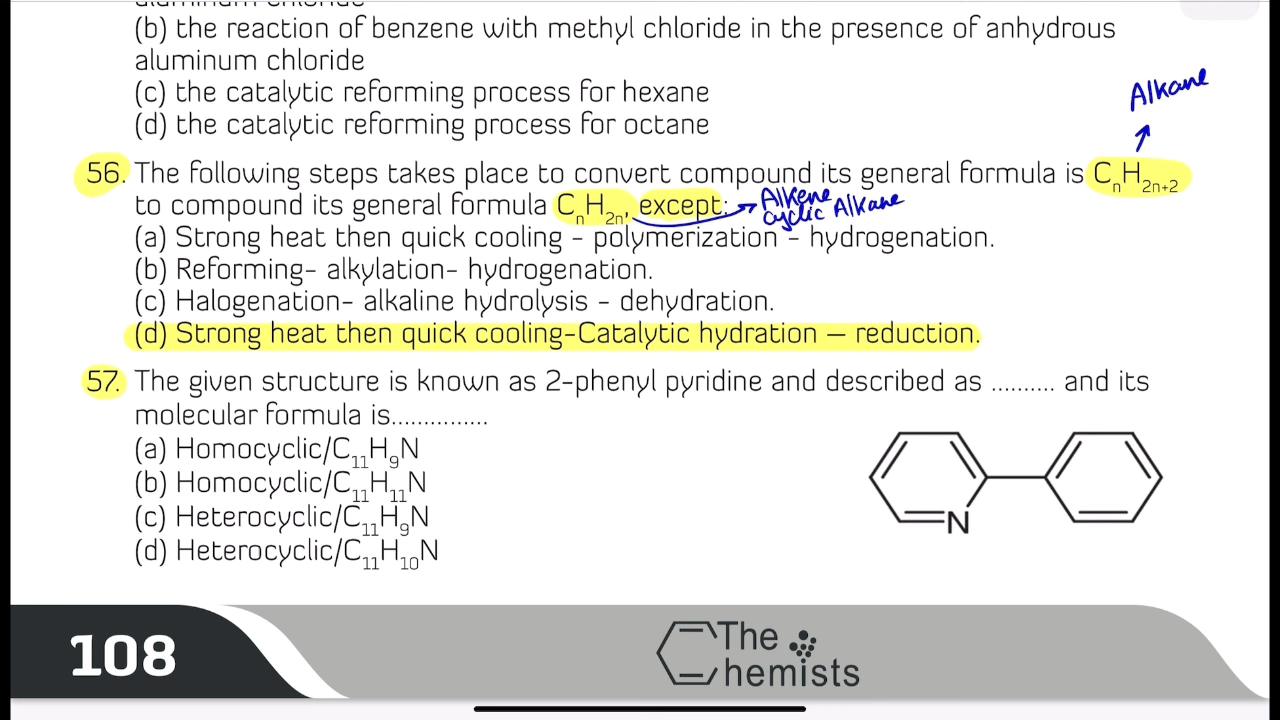 aluminum chloride
(b) the reaction of benzene with methyl chloride in the presence of anhydrous
aluminum chloride
(c) the catalytic reforming process for hexane
(d) the catalytic reforming process for octane
Alkane
56. The following steps takes place to convert compound its general formula is CₙH₂ₙ₊₂
to compound its general formula CₙH₂ₙ, except:
Alkene
cyclic Alkane
(a) Strong heat then quick cooling - polymerization - hydrogenation.
(b) Reforming- alkylation- hydrogenation.
(c) Halogenation- alkaline hydrolysis - dehydration.
(d) Strong heat then quick cooling-Catalytic hydration – reduction.
57. The given structure is known as 2-phenyl pyridine and described as .......... and its
molecular formula is...............
(a) Homocyclic/C₁₁H₉N
(b) Homocyclic/C₁₁H₁₁N
(c) Heterocyclic/C₁₁H₉N
(d) Heterocyclic/C₁₁H₁₀N
N
108
The
Chemists